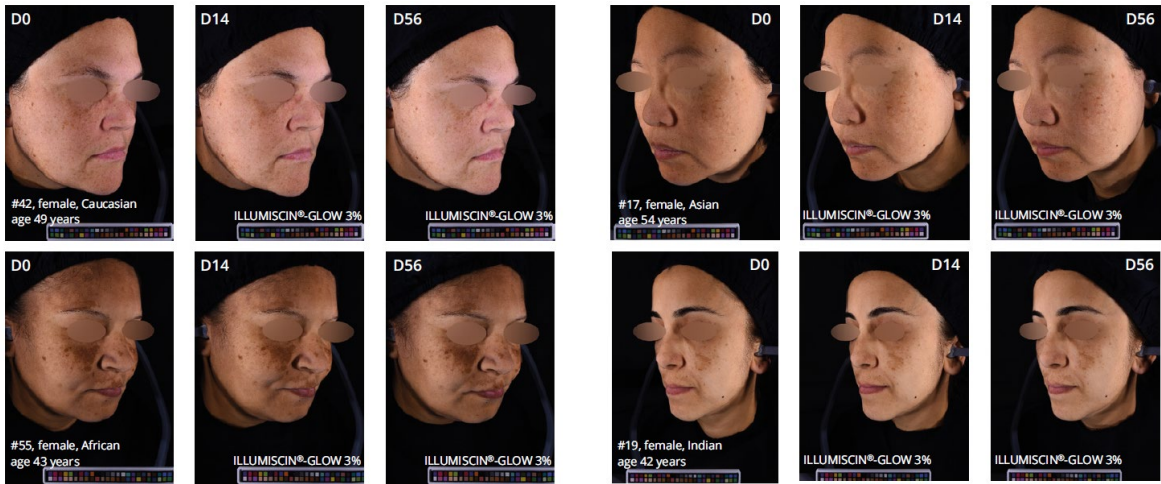 D0
D14
D56
D0
D14
D56
#42, female, Caucasian
age 49 years
ILLUMISCIN®-GLOW 3%
ILLUMISCIN®-GLOW 3%
#17, female, Asian
age 54 years
ILLUMISCIN®-GLOW 3%
ILLUMISCIN®-GLOW 3%
D0
D14
D56
D0
D14
D56
#55, female, African
age 43 years
ILLUMISCIN®-GLOW 3%
ILLUMISCIN®-GLOW 3%
#19, female, Indian
age 42 years
ILLUMISCIN®-GLOW 3%
ILLUMISCIN®-GLOW 3%